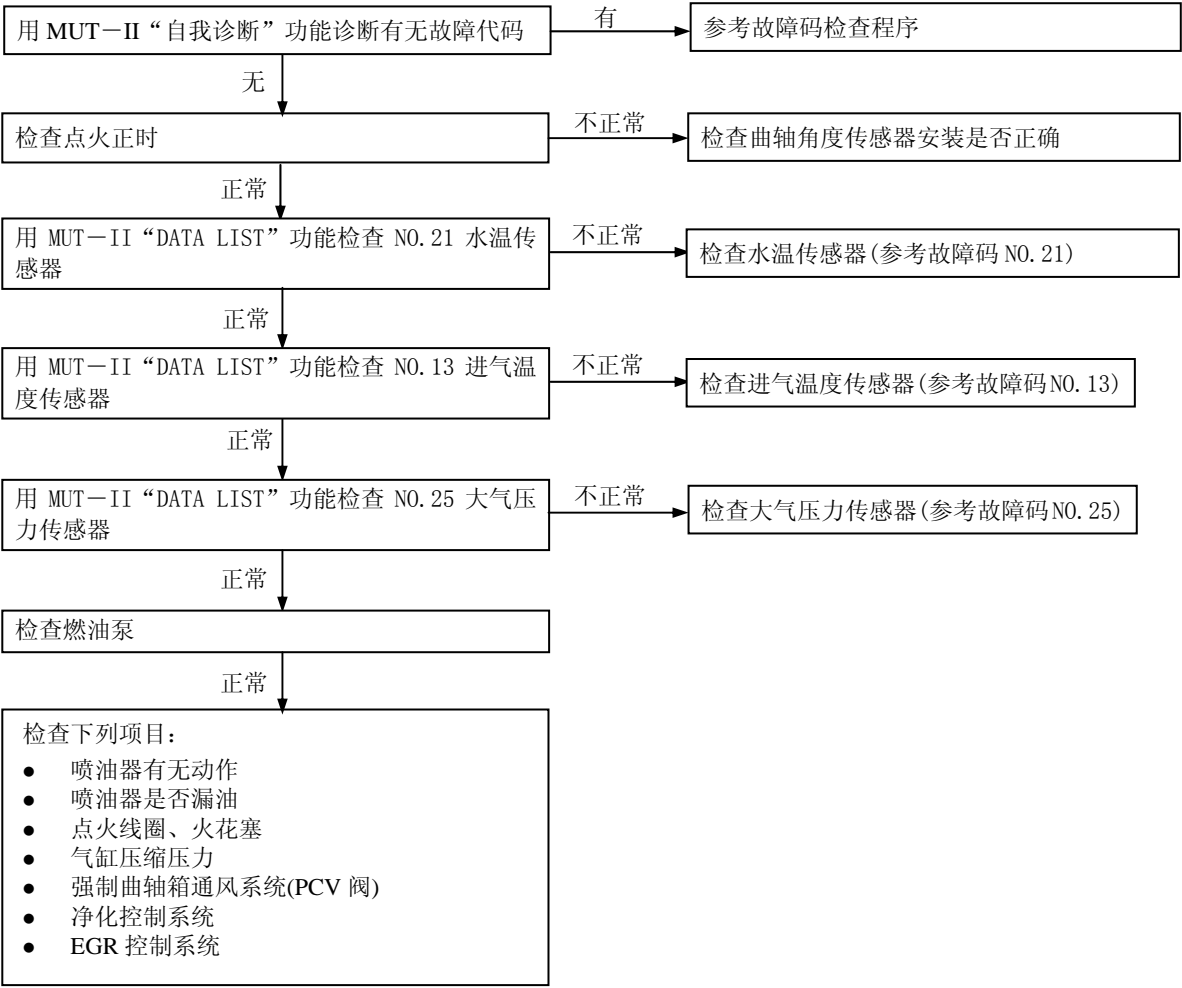 用 MUT－II“自我诊断”功能诊断有无故障代码
有
参考故障码检查程序
无
检查点火正时
不正常
检查曲轴角度传感器安装是否正确
正常
用 MUT－II“DATA LIST”功能检查 NO.21 水温传
感器
不正常
检查水温传感器(参考故障码 NO.21)
正常
用 MUT－II“DATA LIST”功能检查 NO.13 进气温
度传感器
不正常
检查进气温度传感器(参考故障码 NO.13)
正常
用 MUT－II“DATA LIST”功能检查 NO.25 大气压
力传感器
不正常
检查大气压力传感器(参考故障码 NO.25)
正常
检查燃油泵
正常
检查下列项目：
● 喷油器有无动作
● 喷油器是否漏油
● 点火线圈、火花塞
● 气缸压缩压力
● 强制曲轴箱通风系统(PCV 阀)
● 净化控制系统
● EGR 控制系统